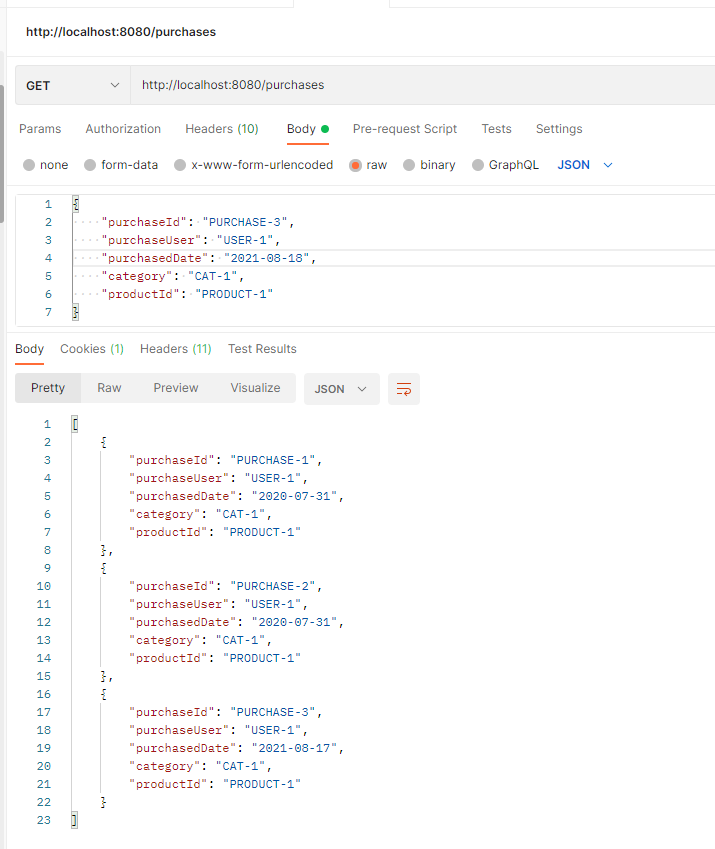 http://localhost:8080/purchases
GET http://localhost:8080/purchases
Params Authorization Headers (10) Body Pre-request Script Tests Settings
none form-data x-www-form-urlencoded raw binary GraphQL JSON
1 {
2 ····"purchaseId":·"PURCHASE-3",
3 ····"purchaseUser":·"USER-1",
4 ····"purchasedDate":·"2021-08-18",
5 ····"category":·"CAT-1",
6 ····"productId":·"PRODUCT-1"
7 }
Body Cookies (1) Headers (11) Test Results
Pretty Raw Preview Visualize JSON
1 [
2 {
3 "purchaseId": "PURCHASE-1",
4 "purchaseUser": "USER-1",
5 "purchasedDate": "2020-07-31",
6 "category": "CAT-1",
7 "productId": "PRODUCT-1"
8 },
9 {
10 "purchaseId": "PURCHASE-2",
11 "purchaseUser": "USER-1",
12 "purchasedDate": "2020-07-31",
13 "category": "CAT-1",
14 "productId": "PRODUCT-1"
15 },
16 {
17 "purchaseId": "PURCHASE-3",
18 "purchaseUser": "USER-1",
19 "purchasedDate": "2021-08-17",
20 "category": "CAT-1",
21 "productId": "PRODUCT-1"
22 }
23 ]